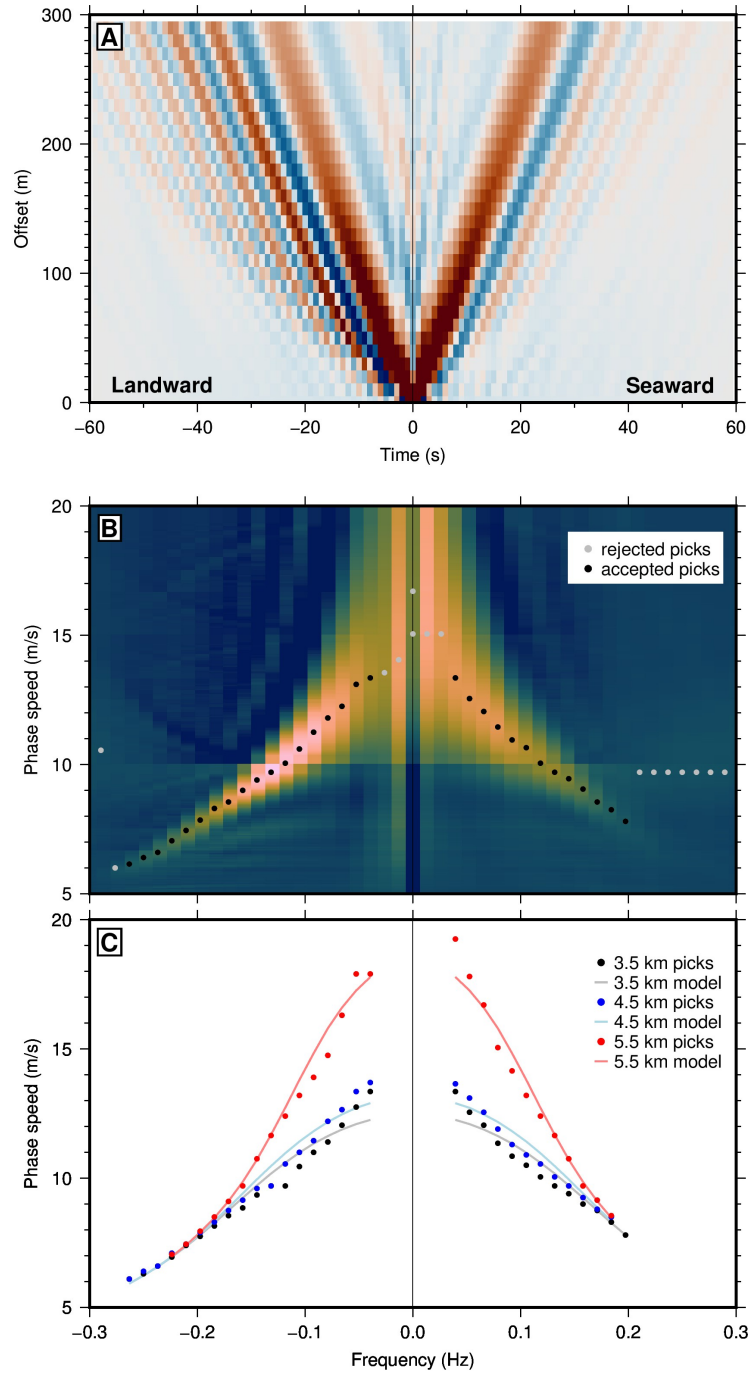 300
200
100
0
Offset (m)
A
Landward
Seaward
−60
−40
−20
0
20
40
60
Time (s)
20
15
10
5
Phase speed (m/s)
B
rejected picks
accepted picks
20
15
10
5
Phase speed (m/s)
C
3.5 km picks
3.5 km model
4.5 km picks
4.5 km model
5.5 km picks
5.5 km model
−0.3
−0.2
−0.1
0.0
0.1
0.2
0.3
Frequency (Hz)